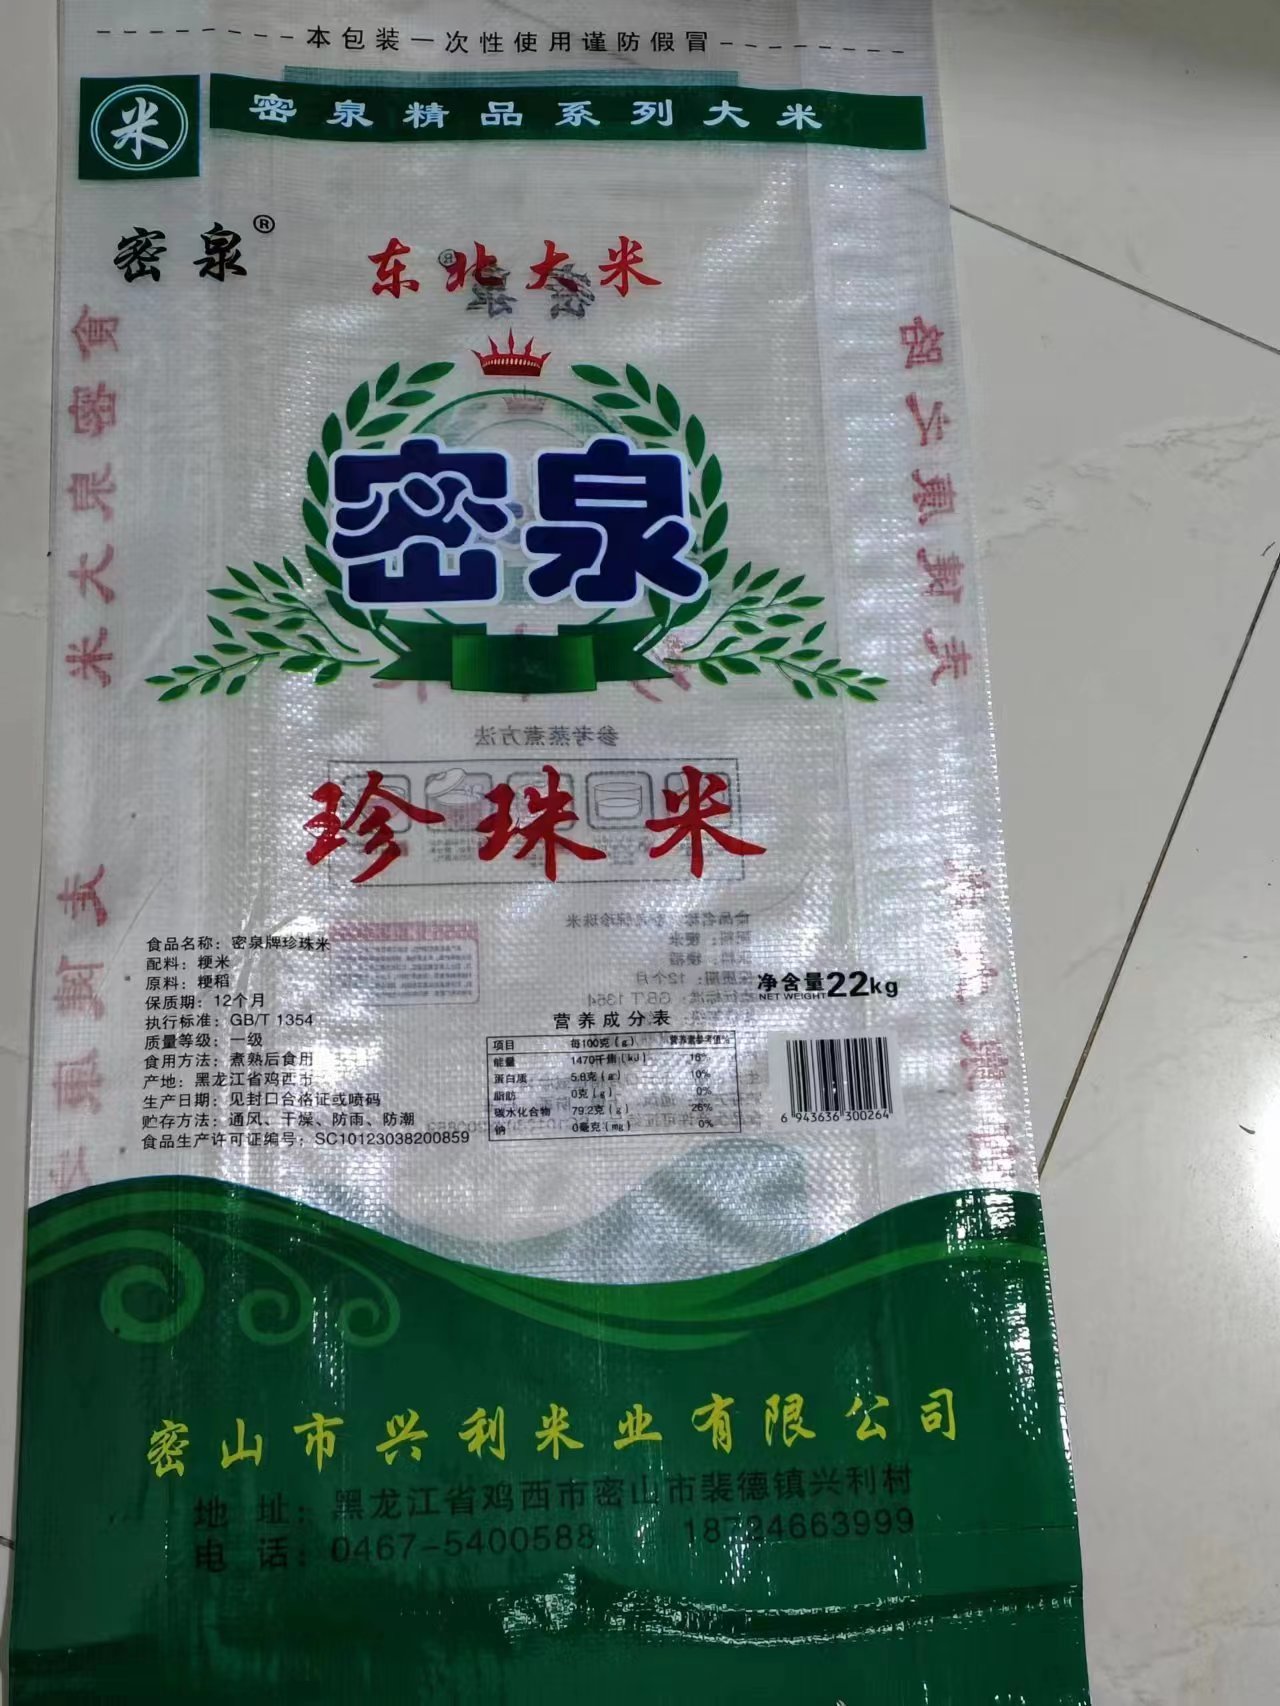 本包装一次性使用谨防假冒
米
密泉精品系列大米
密泉®
东北大米
密泉
珍珠米
食品名称：密泉牌珍珠米
配料：粳米
原料：粳稻
保质期：12个月
执行标准：GB/T 1354
质量等级：一级
食用方法：煮熟后食用
产地：黑龙江省鸡西市
生产日期：见封口合格证或喷码
贮存方法：通风、干燥、防雨、防潮
食品生产许可证编号：SC10123038200859
净含量22kg
NET WEIGHT
营养成分表
项目 每100克（g） 营养素参考值%
能量 1470千焦（kJ） 18%
蛋白质 5.8克（g） 10%
脂肪 0克（g） 0%
碳水化合物 79.2克（g） 26%
钠 0毫克（mg） 0%
6 943636 300264
密山市兴利米业有限公司
地 址：黑龙江省鸡西市密山市裴德镇兴利村
电 话：0467-5400588 18724663999
参考蒸煮方法